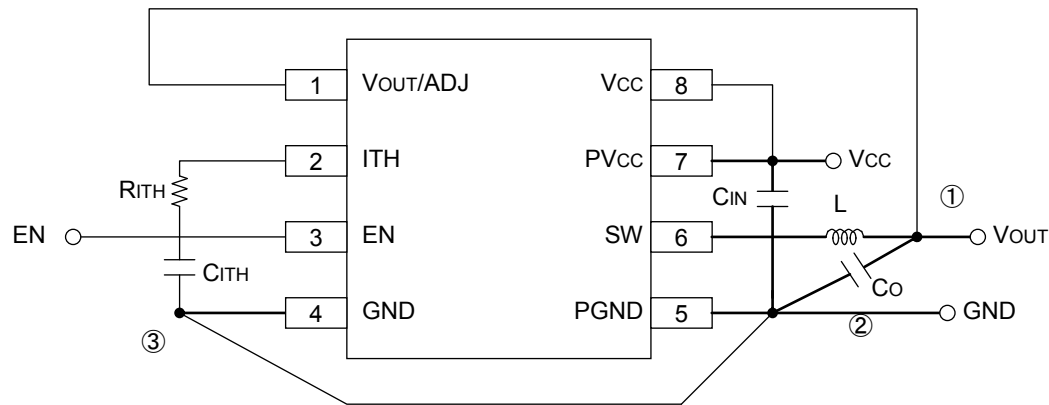 ①
1 VOUT/ADJ VCC 8
2 ITH PVCC 7 VCC
RITH CIN L
EN 3 EN SW 6 VOUT
CITH CO
4 GND PGND 5 GND
③ ②